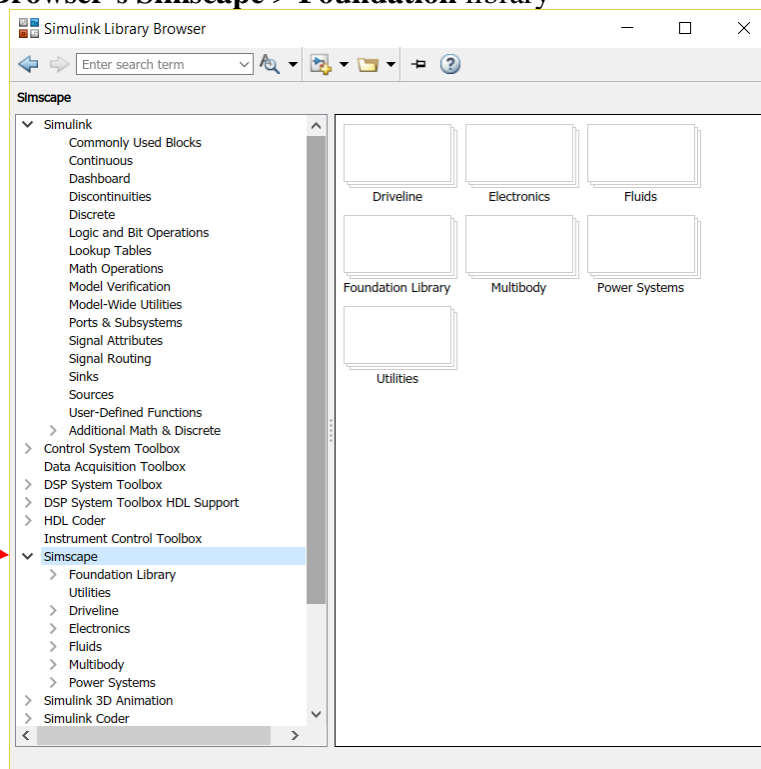 Browser's Simscape > Foundation library
Simulink Library Browser
Enter search term
Simscape
Simulink
Commonly Used Blocks
Continuous
Dashboard
Discontinuities
Discrete
Logic and Bit Operations
Lookup Tables
Math Operations
Model Verification
Model-Wide Utilities
Ports & Subsystems
Signal Attributes
Signal Routing
Sinks
Sources
User-Defined Functions
Additional Math & Discrete
Control System Toolbox
Data Acquisition Toolbox
DSP System Toolbox
DSP System Toolbox HDL Support
HDL Coder
Instrument Control Toolbox
Simscape
Foundation Library
Utilities
Driveline
Electronics
Fluids
Multibody
Power Systems
Simulink 3D Animation
Simulink Coder
Driveline Electronics Fluids
Foundation Library Multibody Power Systems
Utilities